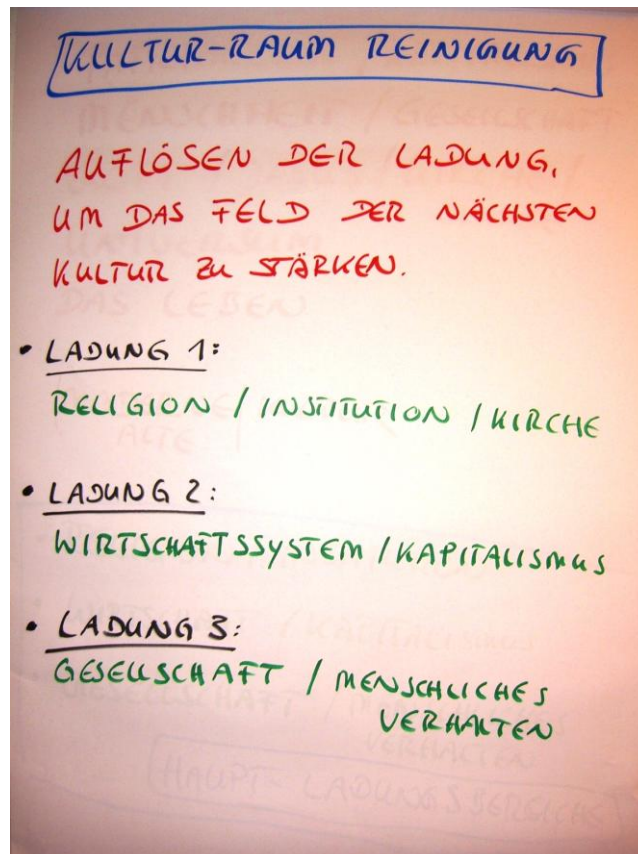 KULTUR-RAUM REINIGUNG
AUFLÖSEN DER LADUNG,
UM DAS FELD DER NÄCHSTEN
KULTUR ZU STÄRKEN.
• LADUNG 1:
RELIGION / INSTITUTION / KIRCHE
• LADUNG 2:
WIRTSCHAFTSSYSTEM / KAPITALISMUS
• LADUNG 3:
GESELLSCHAFT / MENSCHLICHES
VERHALTEN